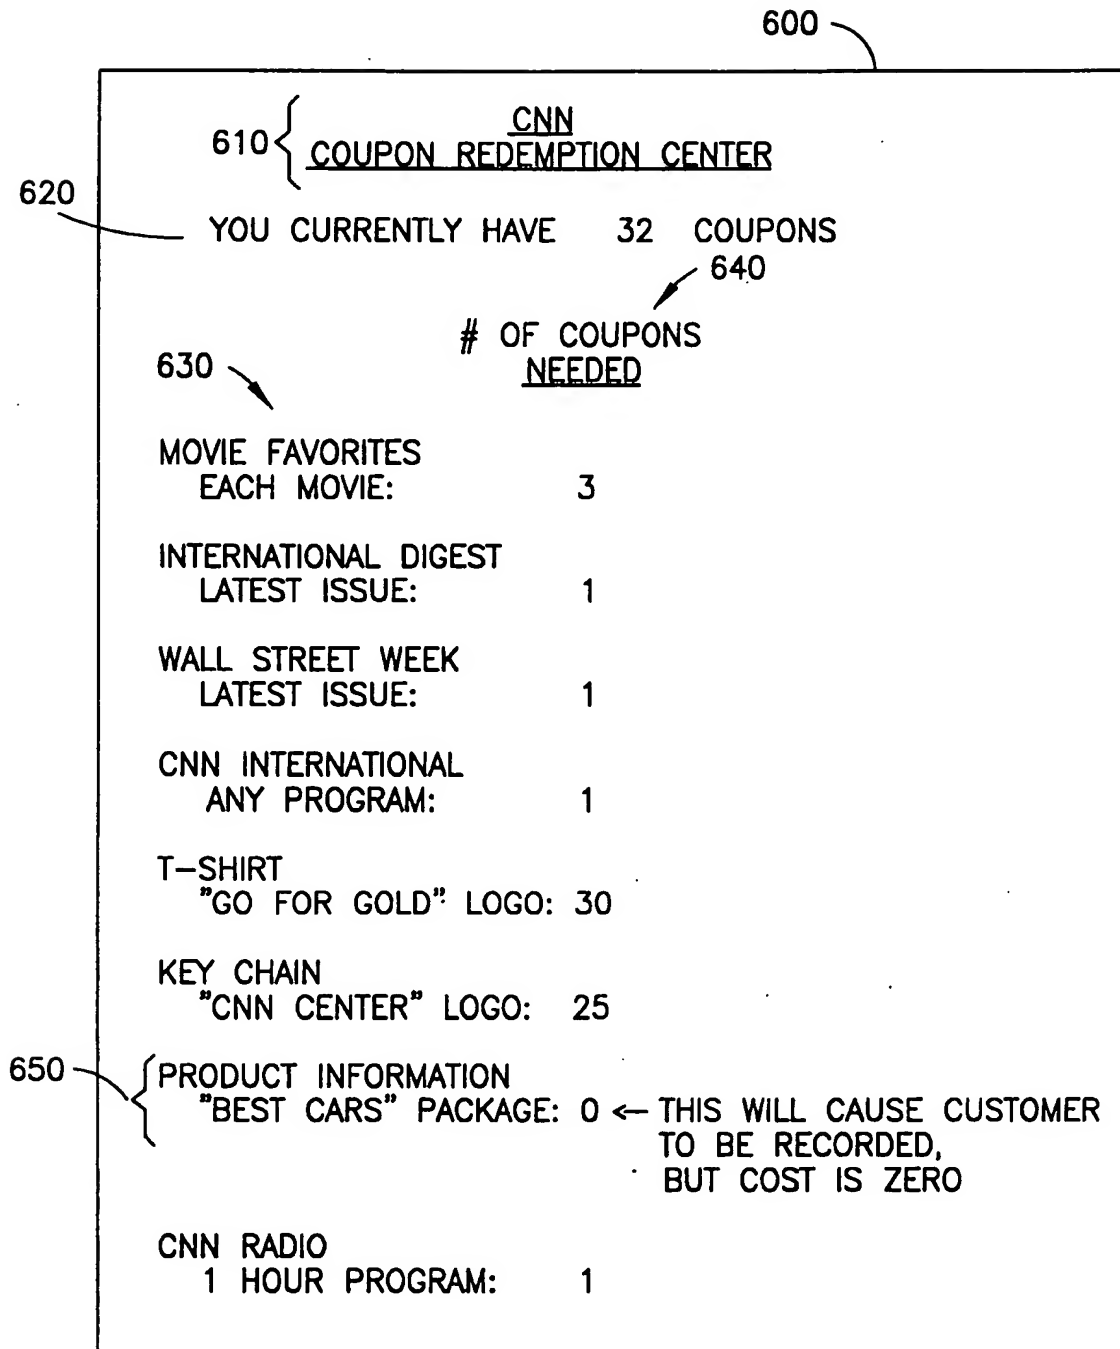 600
610
CNN
COUPON REDEMPTION CENTER
620
YOU CURRENTLY HAVE 32 COUPONS
640
# OF COUPONS
NEEDED
630
MOVIE FAVORITES
EACH MOVIE: 3
INTERNATIONAL DIGEST
LATEST ISSUE: 1
WALL STREET WEEK
LATEST ISSUE: 1
CNN INTERNATIONAL
ANY PROGRAM: 1
T-SHIRT
"GO FOR GOLD" LOGO: 30
KEY CHAIN
"CNN CENTER" LOGO: 25
650
PRODUCT INFORMATION
"BEST CARS" PACKAGE: 0 ← THIS WILL CAUSE CUSTOMER
TO BE RECORDED,
BUT COST IS ZERO
CNN RADIO
1 HOUR PROGRAM: 1